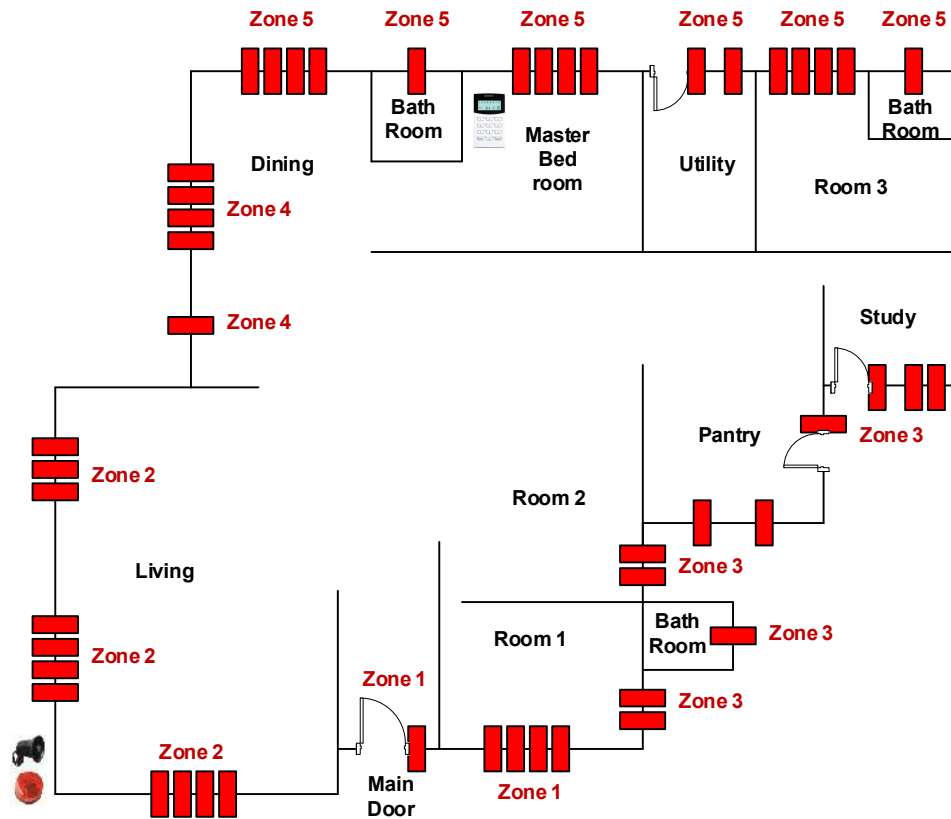 Zone 5
Zone 5
Zone 5
Zone 5
Zone 5
Zone 5
Bath
Room
Bath
Room
Dining
Master
Bed
room
Utility
Room 3
Zone 4
Zone 4
Study
Pantry
Zone 3
Zone 2
Room 2
Living
Zone 3
Room 1
Bath
Room
Zone 3
Zone 2
Zone 1
Zone 3
Zone 2
Main
Door
Zone 1